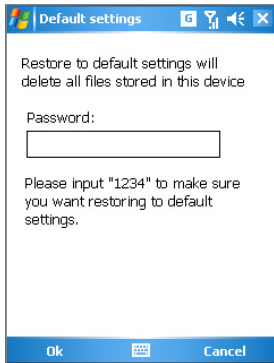 Default settings
G
Restore to default settings will
delete all files stored in this device
Password:
Please input "1234" to make sure
you want restoring to default
settings.
Ok
Cancel